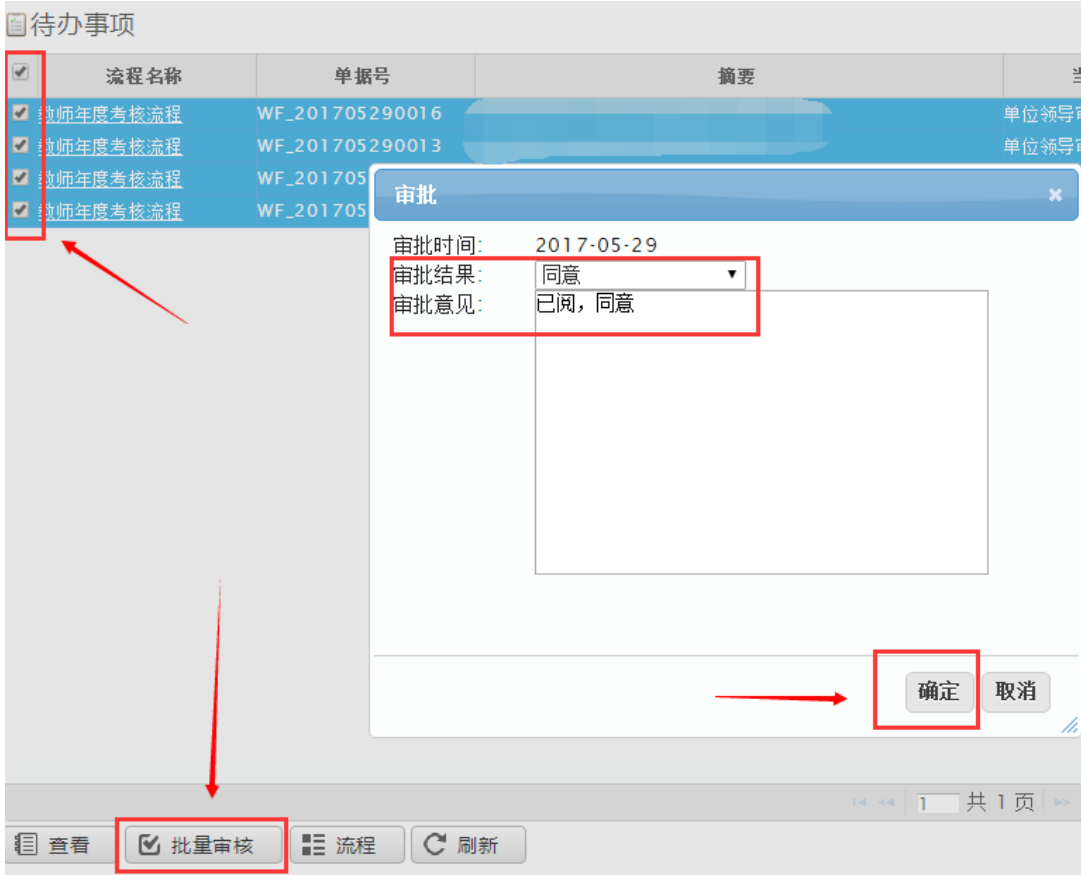 待办事项
流程名称 单据号 摘要
教师年度考核流程 WF_201705290016 单位领导
教师年度考核流程 WF_201705290013 单位领导
教师年度考核流程 WF_201705
教师年度考核流程 WF_201705
审批
审批时间: 2017-05-29
审批结果: 同意
审批意见: 已阅，同意
确定 取消
1 共 1 页
查看 批量审核 流程 刷新